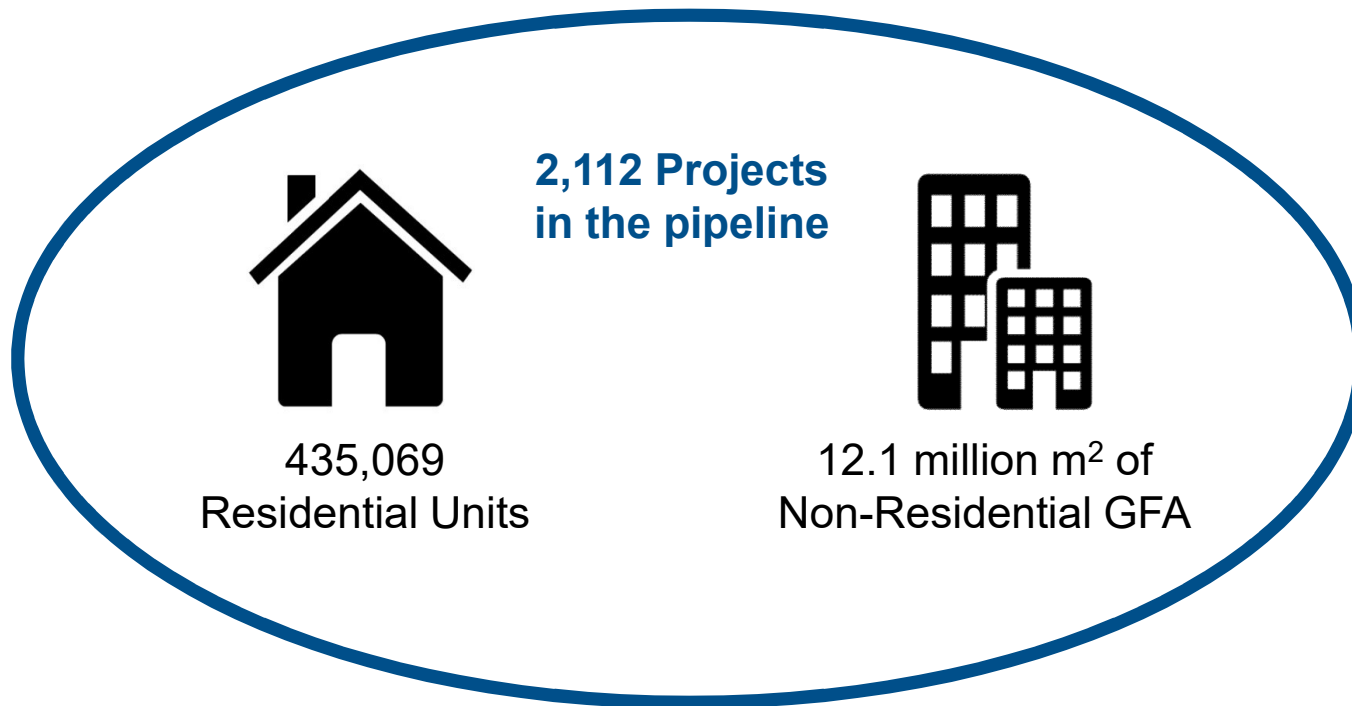 2,112 Projects
in the pipeline
435,069
Residential Units
12.1 million m² of
Non-Residential GFA